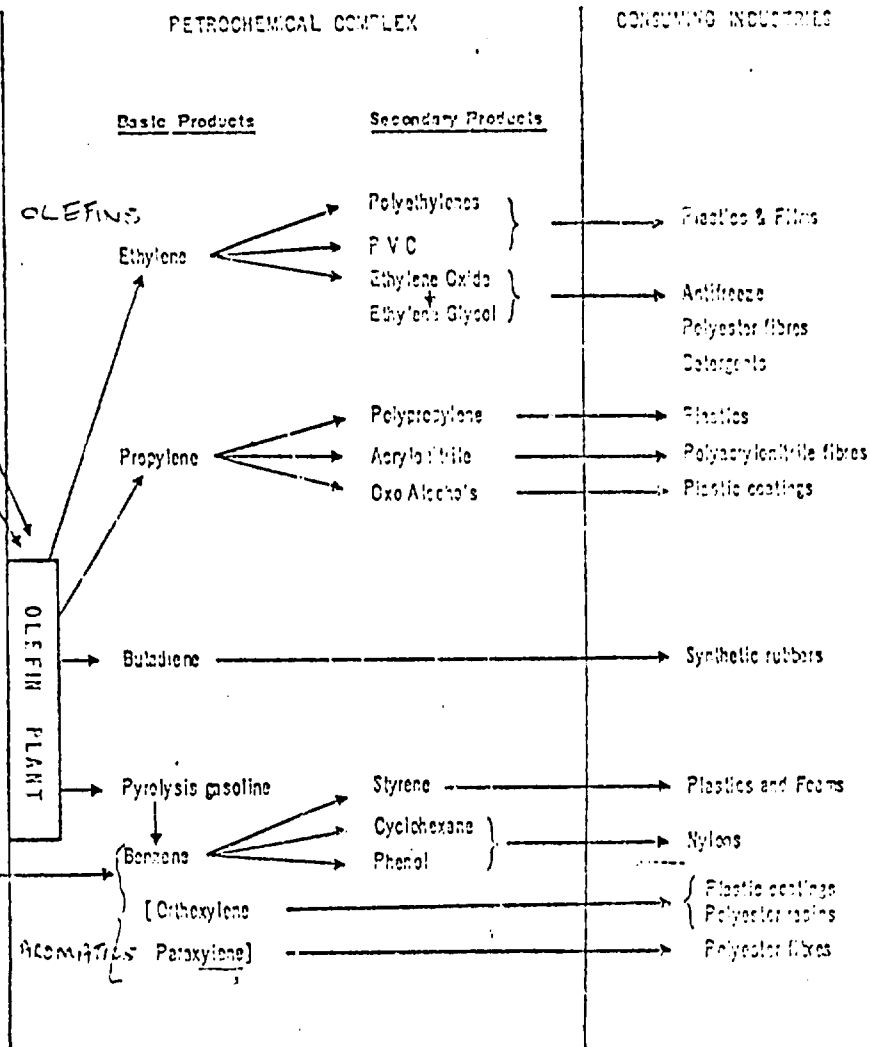 PETROCHEMICAL COMPLEX
CONSUMING INDUSTRIES
Basic Products
Secondary Products
OLEFINS
Ethylene
Polyethylenes
P V C
Ethylene Oxide
Ethylene Glycol
Plastics & Films
Antifreeze
Polyester fibres
Detergents
Propylene
Polypropylene
Acrylonitrile
Oxo Alcohols
Plastics
Polyacrylonitrile fibres
Plastic coatings
OLEFIN PLANT
Butadiene
Synthetic rubbers
Pyrolysis gasoline
Styrene
Plastics and Foams
Benzene
Cyclohexane
Phenol
Nylons
[Orthoxylene
Plastic coatings
Polyester resins
AROMATICS
Paraxylene]
Polyester fibres